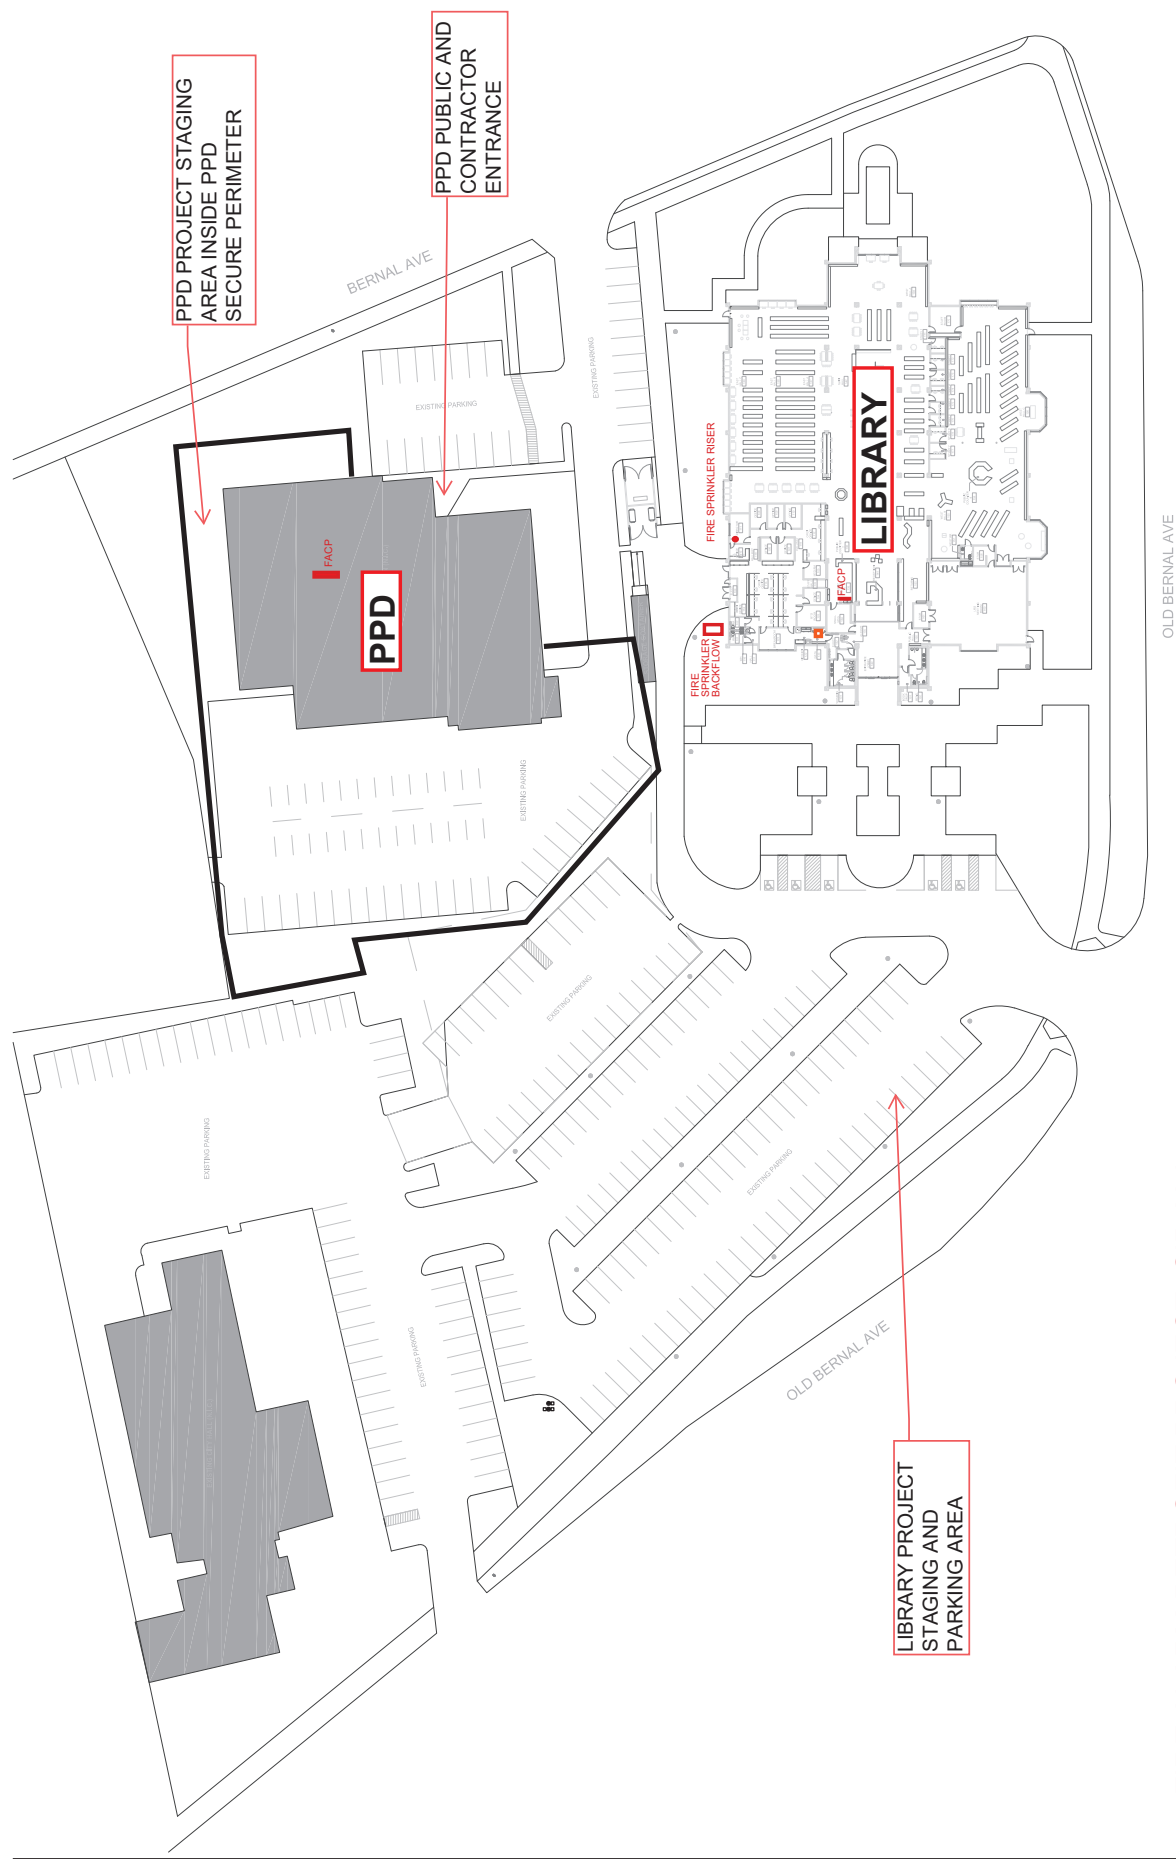 PPD PROJECT STAGING
AREA INSIDE PPD
SECURE PERIMETER
PPD PUBLIC AND
CONTRACTOR
ENTRANCE
BERNAL AVE
EXISTING PARKING
EXISTING PARKING
FACP
PPD
FIRE SPRINKLER RISER
LIBRARY
FACP
FIRE
SPRINKLER
BACKFLOW
OLD BERNAL AVE
EXISTING PARKING
EXISTING PARKING
EXISTING PARKING
EXISTING PARKING
EXISTING PARKING
OLD BERNAL AVE
LIBRARY PROJECT
STAGING AND
PARKING AREA